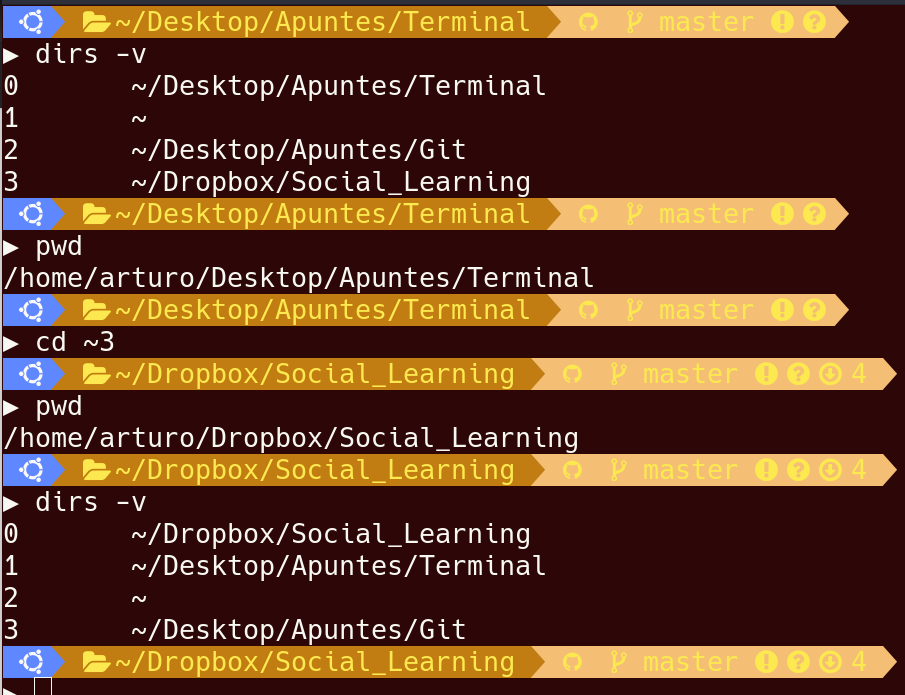 ~/Desktop/Apuntes/Terminal master
▶ dirs -v
0 ~/Desktop/Apuntes/Terminal
1 ~
2 ~/Desktop/Apuntes/Git
3 ~/Dropbox/Social_Learning
~/Desktop/Apuntes/Terminal master
▶ pwd
/home/arturo/Desktop/Apuntes/Terminal
~/Desktop/Apuntes/Terminal master
▶ cd ~3
~/Dropbox/Social_Learning master 4
▶ pwd
/home/arturo/Dropbox/Social_Learning
~/Dropbox/Social_Learning master 4
▶ dirs -v
0 ~/Dropbox/Social_Learning
1 ~/Desktop/Apuntes/Terminal
2 ~
3 ~/Desktop/Apuntes/Git
~/Dropbox/Social_Learning master 4
▶